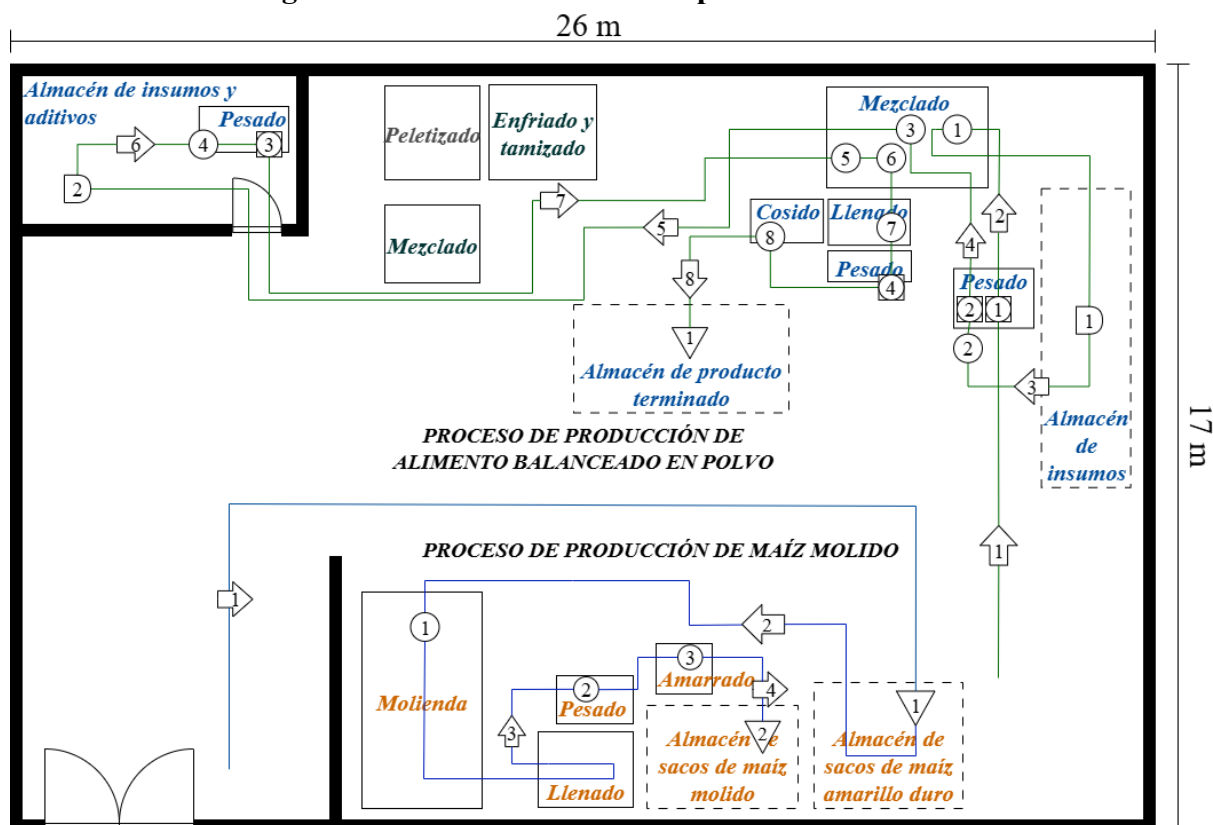 26 m
17 m
Almacén de insumos y
aditivos
Pesado
6
4
3
2
Peletizado
Enfriado y
tamizado
Mezclado
7
5
Mezclado
3
1
5
6
Cosido
8
Llenado
7
Pesado
4
8
1
Almacén de producto
terminado
2
4
Pesado
2
1
2
3
1
Almacén
de
insumos
1
PROCESO DE PRODUCCIÓN DE
ALIMENTO BALANCEADO EN POLVO
PROCESO DE PRODUCCIÓN DE MAÍZ MOLIDO
1
1
Molienda
2
3
Amarrado
2
Pesado
4
3
Llenado
2
Almacén de
sacos de maíz
molido
1
Almacén de
sacos de maíz
amarillo duro